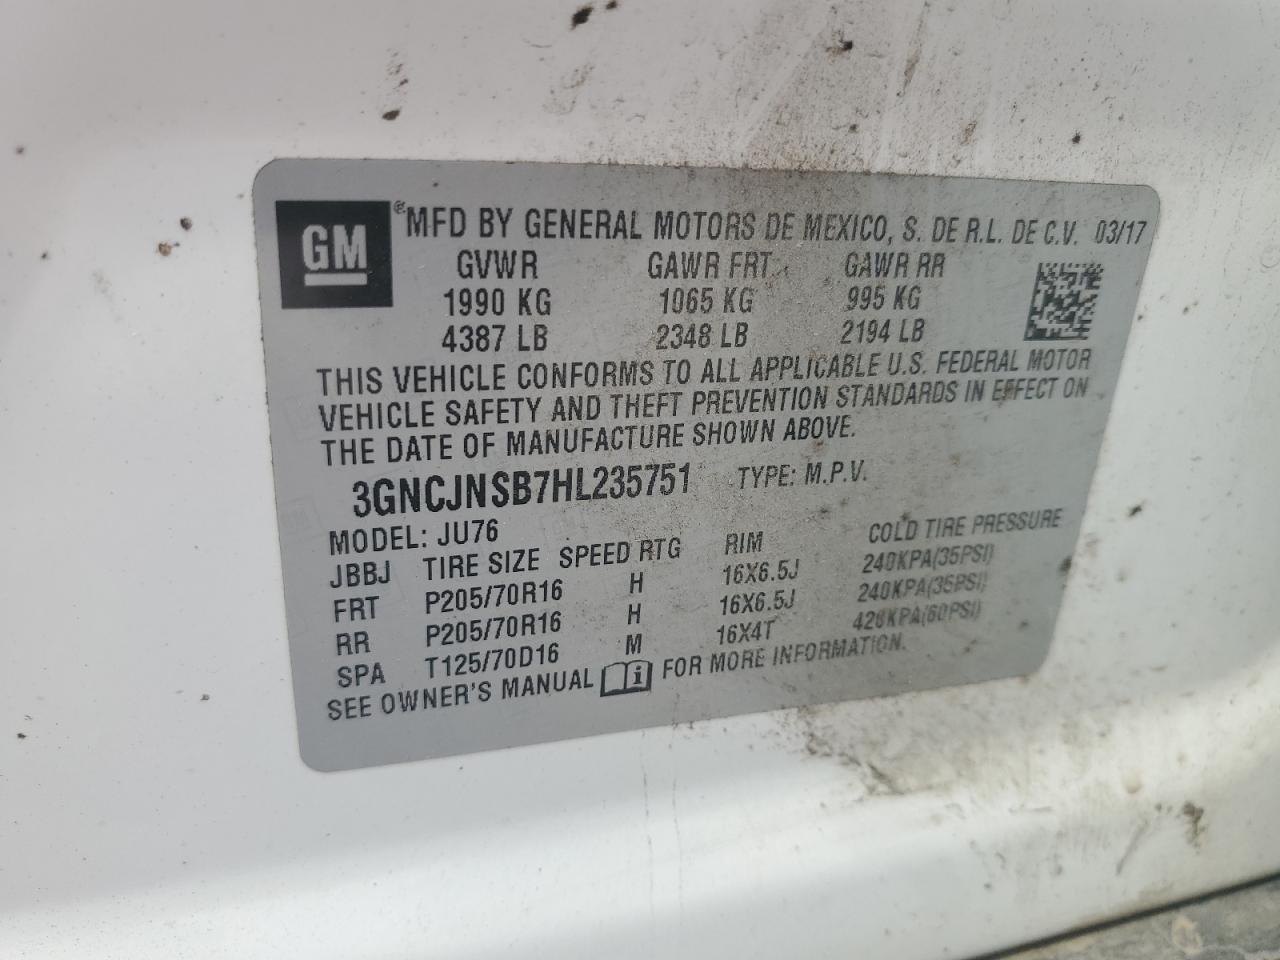 GM ® MFD BY GENERAL MOTORS DE MEXICO, S. DE R.L. DE C.V. 03/17
GVWR GAWR FRT GAWR RR
1990 KG 1065 KG 995 KG
4387 LB 2348 LB 2194 LB
THIS VEHICLE CONFORMS TO ALL APPLICABLE U.S. FEDERAL MOTOR
VEHICLE SAFETY AND THEFT PREVENTION STANDARDS IN EFFECT ON
THE DATE OF MANUFACTURE SHOWN ABOVE.
3GNCJNSB7HL235751 TYPE: M.P.V.
MODEL: JU76
JBBJ TIRE SIZE SPEED RTG RIM COLD TIRE PRESSURE
FRT P205/70R16 H 16X6.5J 240KPA(35PSI)
RR P205/70R16 H 16X6.5J 240KPA(35PSI)
SPA T125/70D16 M 16X4T 420KPA(60PSI)
SEE OWNER'S MANUAL i FOR MORE INFORMATION.